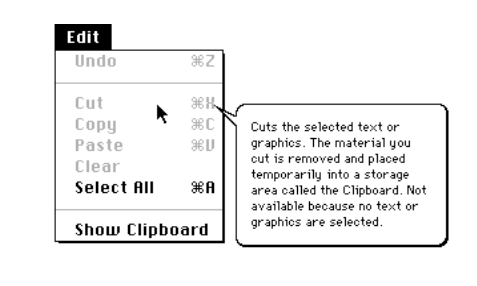 Edit
Undo ⌘Z
Cut ⌘X
Copy ⌘C
Paste ⌘V
Clear
Select All ⌘A
Show Clipboard
Cuts the selected text or
graphics. The material you
cut is removed and placed
temporarily into a storage
area called the Clipboard. Not
available because no text or
graphics are selected.